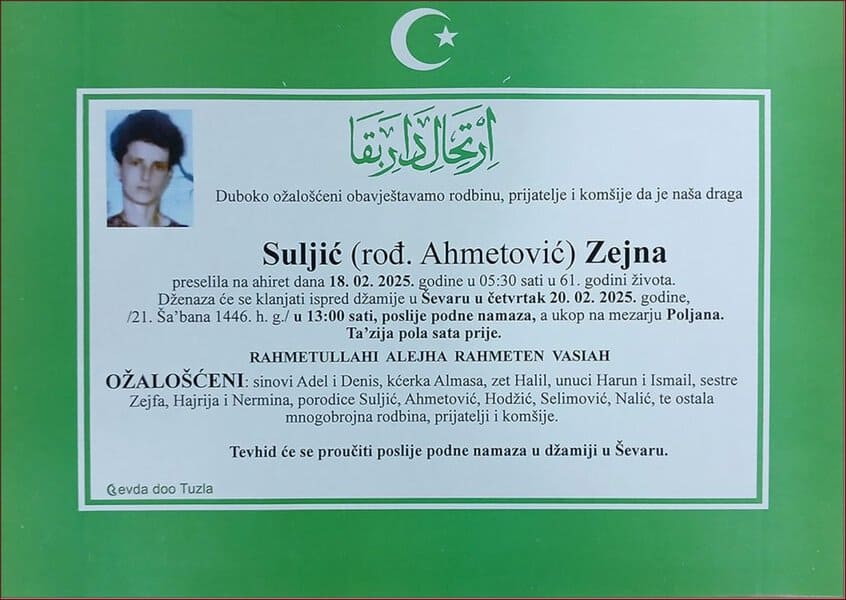 ارتحال دار بقا
Duboko ožalošćeni obavještavamo rodbinu, prijatelje i komšije da je naša draga
Suljić (rođ. Ahmetović) Zejna
preselila na ahiret dana 18. 02. 2025. godine u 05:30 sati u 61. godini života.
Dženaza će se klanjati ispred džamije u Ševaru u četvrtak 20. 02. 2025. godine,
/21. Ša'bana 1446. h. g./ u 13:00 sati, poslije podne namaza, a ukop na mezarju Poljana.
Ta'zija pola sata prije.
RAHMETULLAHI ALEJHA RAHMETEN VASIAH
OŽALOŠĆENI: sinovi Adel i Denis, kćerka Almasa, zet Halil, unuci Harun i Ismail, sestre
Zejfa, Hajrija i Nermina, porodice Suljić, Ahmetović, Hodžić, Selimović, Nalić, te ostala
mnogobrojna rodbina, prijatelji i komšije.
Tevhid će se proučiti poslije podne namaza u džamiji u Ševaru.
Ćevda doo Tuzla